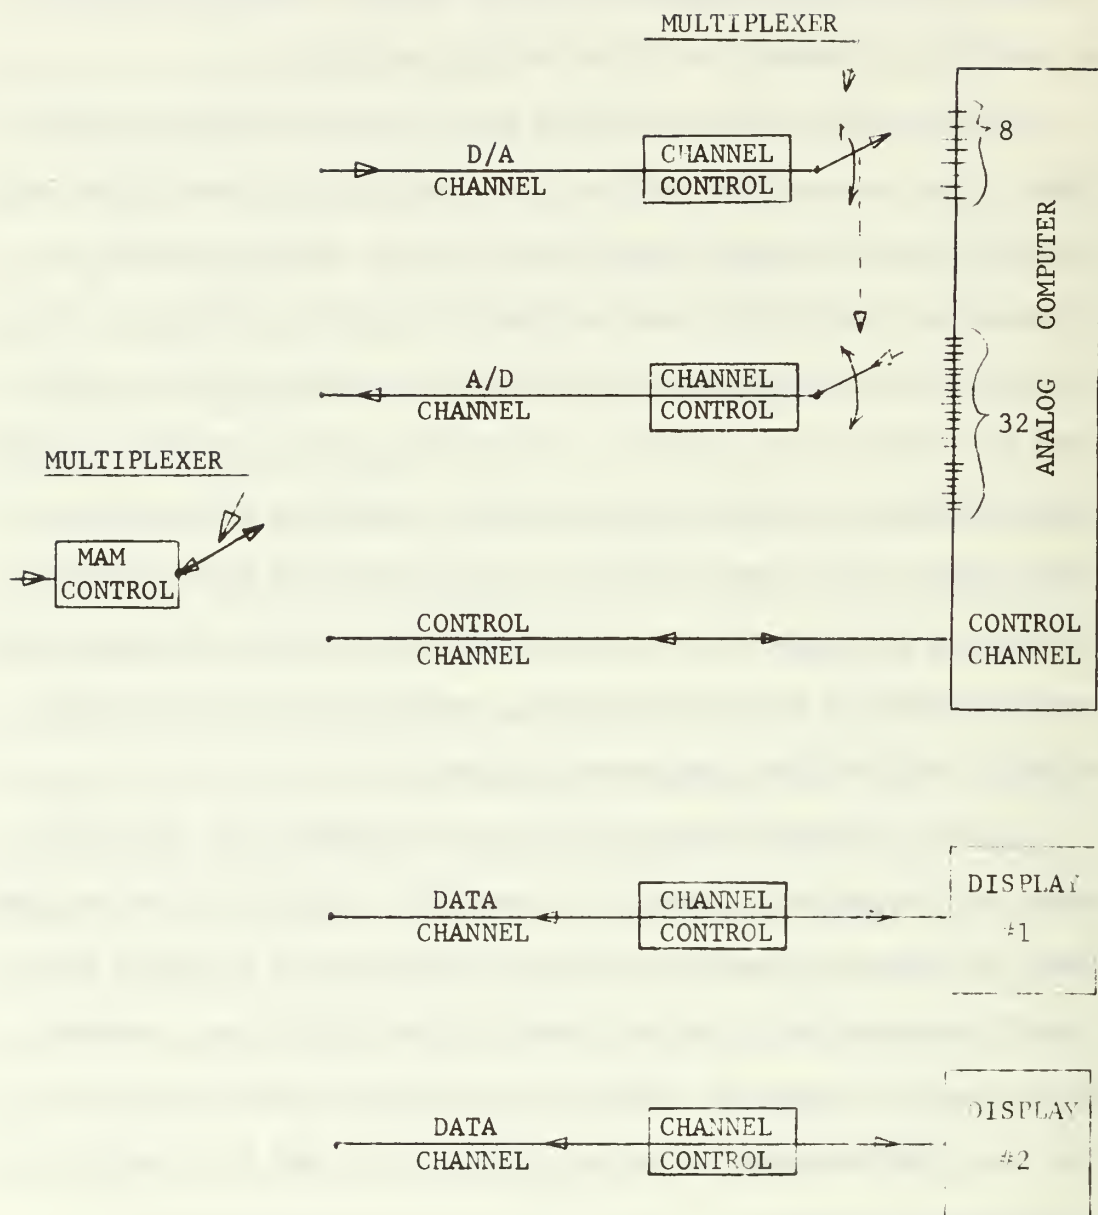 MULTIPLEXER
8
D/A
CHANNEL
CHANNEL
CONTROL
ANALOG COMPUTER
A/D
CHANNEL
CHANNEL
CONTROL
32
MULTIPLEXER
MAM
CONTROL
CONTROL
CHANNEL
CONTROL
CHANNEL
DATA
CHANNEL
CHANNEL
CONTROL
DISPLAY
#1
DATA
CHANNEL
CHANNEL
CONTROL
DISPLAY
#2